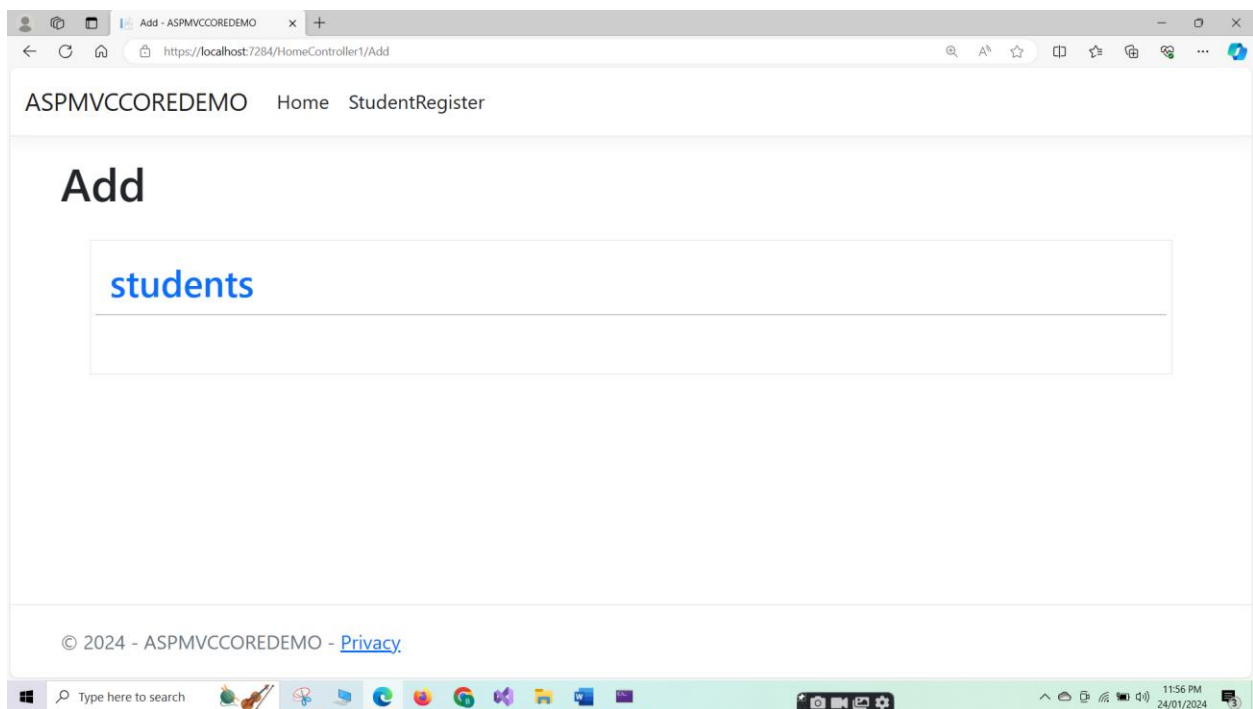 Add - ASPMVCCOREDEMO
https://localhost:7284/HomeController1/Add
ASPMVCCOREDEMO Home StudentRegister
Add
students
© 2024 - ASPMVCCOREDEMO - Privacy
Type here to search
11:56 PM
24/01/2024